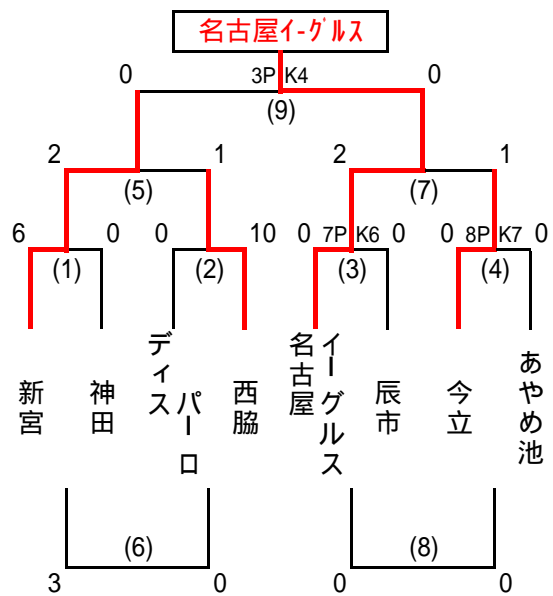 名古屋ｲｰｸﾞﾙｽ
0 3P K4 0
(9)
2 1 2 1
(5) (7)
6 0 0 10 0 7P K6 0 0 8P K7 0
(1) (2) (3) (4)
新宮
神田
ディス
パーロ
西脇
名古屋
イーグルス
辰市
今立
あやめ池
(6) (8)
3 0 0 0